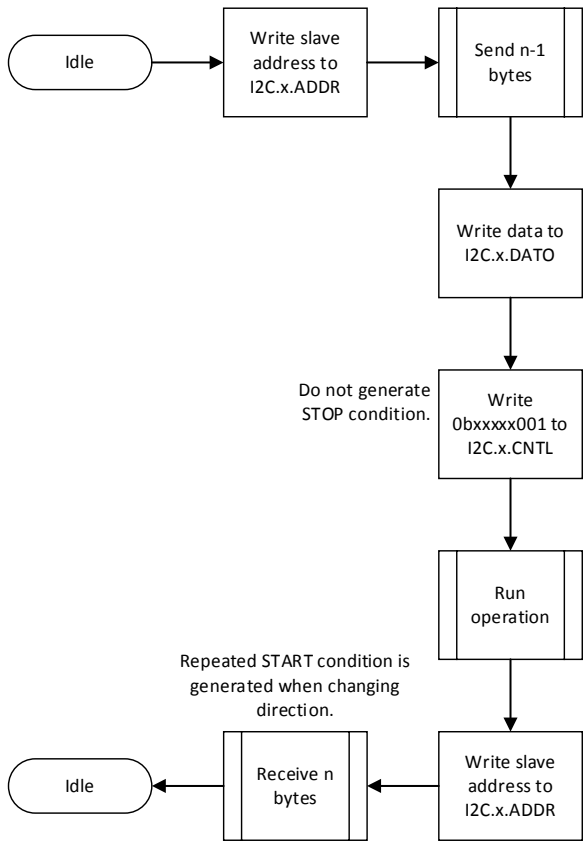 Idle
Write slave
address to
I2C.x.ADDR
Send n-1
bytes
Write data to
I2C.x.DATO
Do not generate
STOP condition.
Write
0bxxxxx001 to
I2C.x.CNTL
Run
operation
Repeated START condition is
generated when changing
direction.
Idle
Receive n
bytes
Write slave
address to
I2C.x.ADDR